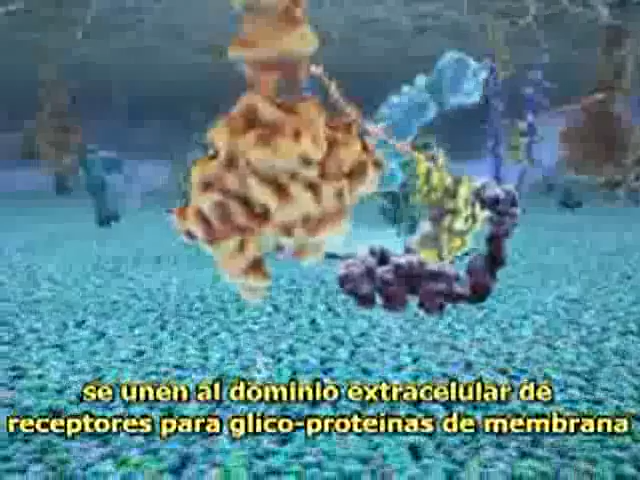 se unen al dominio extracelular de
receptores para glico-proteinas de membrana